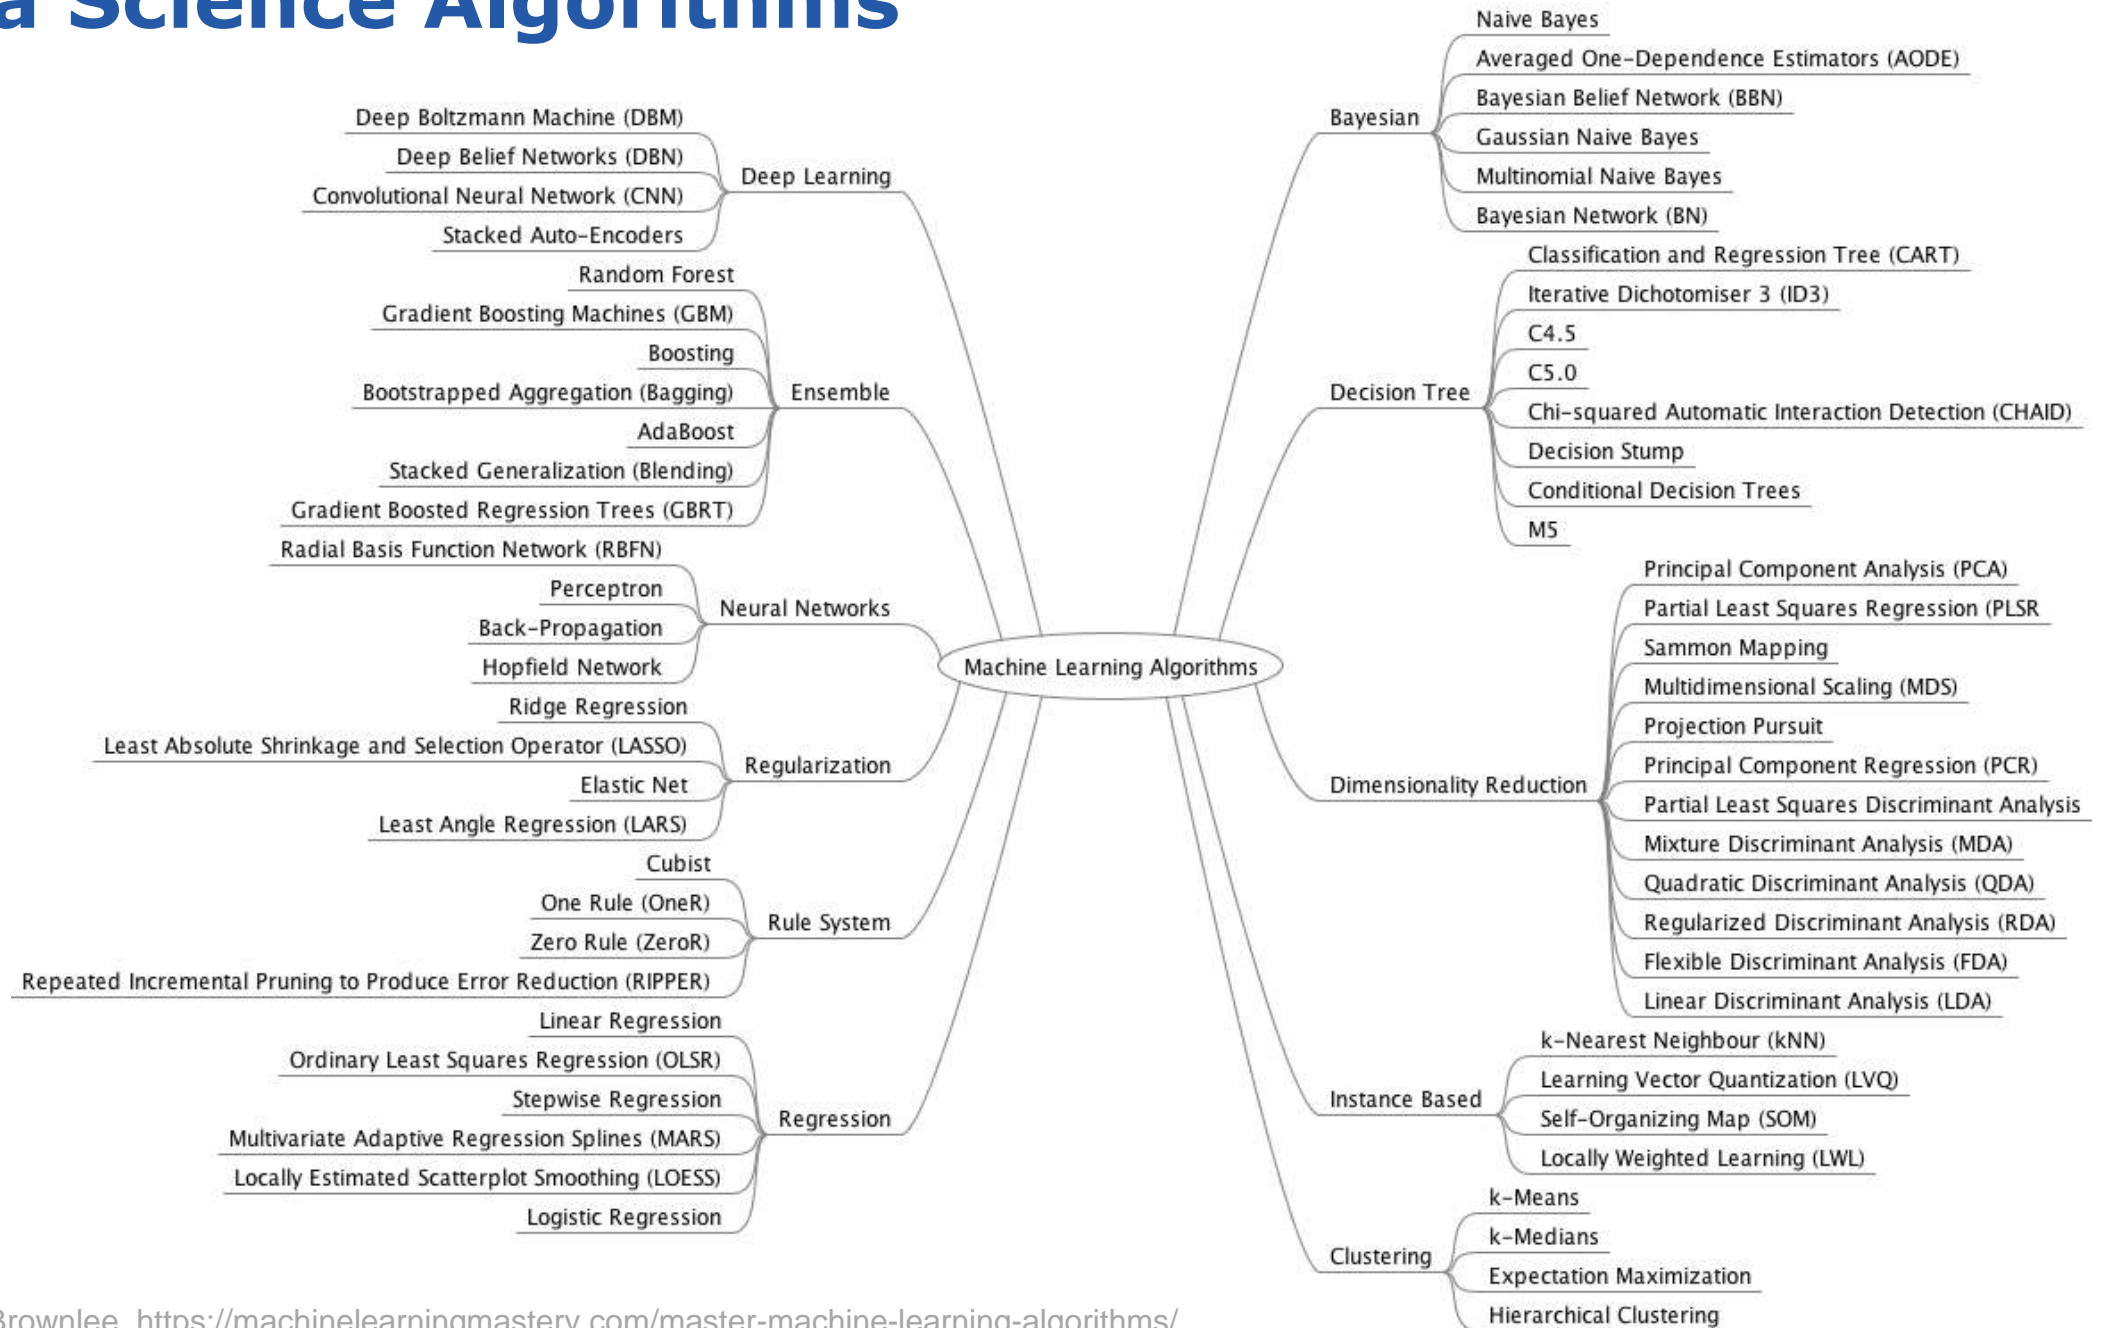 a Science Algorithms
Deep Boltzmann Machine (DBM)
Deep Belief Networks (DBN)
Convolutional Neural Network (CNN)
Stacked Auto-Encoders
Deep Learning
Random Forest
Gradient Boosting Machines (GBM)
Boosting
Bootstrapped Aggregation (Bagging)
AdaBoost
Stacked Generalization (Blending)
Gradient Boosted Regression Trees (GBRT)
Ensemble
Radial Basis Function Network (RBFN)
Perceptron
Back-Propagation
Hopfield Network
Neural Networks
Ridge Regression
Least Absolute Shrinkage and Selection Operator (LASSO)
Elastic Net
Least Angle Regression (LARS)
Regularization
Cubist
One Rule (OneR)
Zero Rule (ZeroR)
Repeated Incremental Pruning to Produce Error Reduction (RIPPER)
Rule System
Linear Regression
Ordinary Least Squares Regression (OLSR)
Stepwise Regression
Multivariate Adaptive Regression Splines (MARS)
Locally Estimated Scatterplot Smoothing (LOESS)
Logistic Regression
Regression
Machine Learning Algorithms
Bayesian
Naive Bayes
Averaged One-Dependence Estimators (AODE)
Bayesian Belief Network (BBN)
Gaussian Naive Bayes
Multinomial Naive Bayes
Bayesian Network (BN)
Decision Tree
Classification and Regression Tree (CART)
Iterative Dichotomiser 3 (ID3)
C4.5
C5.0
Chi-squared Automatic Interaction Detection (CHAID)
Decision Stump
Conditional Decision Trees
M5
Dimensionality Reduction
Principal Component Analysis (PCA)
Partial Least Squares Regression (PLSR
Sammon Mapping
Multidimensional Scaling (MDS)
Projection Pursuit
Principal Component Regression (PCR)
Partial Least Squares Discriminant Analysis
Mixture Discriminant Analysis (MDA)
Quadratic Discriminant Analysis (QDA)
Regularized Discriminant Analysis (RDA)
Flexible Discriminant Analysis (FDA)
Linear Discriminant Analysis (LDA)
Instance Based
k-Nearest Neighbour (kNN)
Learning Vector Quantization (LVQ)
Self-Organizing Map (SOM)
Locally Weighted Learning (LWL)
Clustering
k-Means
k-Medians
Expectation Maximization
Hierarchical Clustering
Brownlee, https://machinelearningmastery.com/master-machine-learning-algorithms/